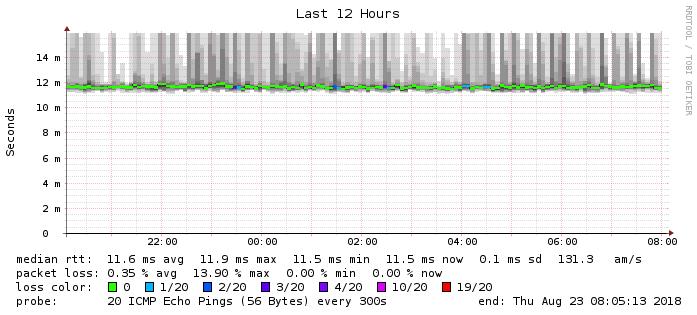 Last 12 Hours
RRDTOOL / TOBI OETIKER
Seconds
14 m
12 m
10 m
8 m
6 m
4 m
2 m
0
22:00 00:00 02:00 04:00 06:00 08:00
median rtt: 11.6 ms avg 11.9 ms max 11.5 ms min 11.5 ms now 0.1 ms sd 131.3 am/s
packet loss: 0.35 % avg 13.90 % max 0.00 % min 0.00 % now
loss color: 0 1/20 2/20 3/20 4/20 10/20 19/20
probe: 20 ICMP Echo Pings (56 Bytes) every 300s end: Thu Aug 23 08:05:13 2018